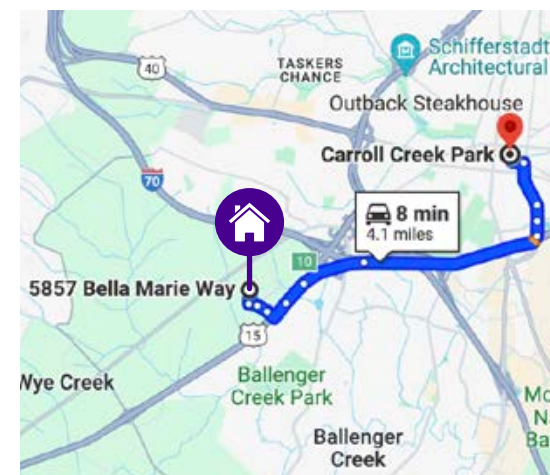 40
TASKERS
CHANCE
Schifferstadt
Architectural
Outback Steakhouse
Carroll Creek Park
70
8 min
4.1 miles
10
5857 Bella Marie Way
15
Wye Creek
Ballenger
Creek Park
Ballenger
Creek